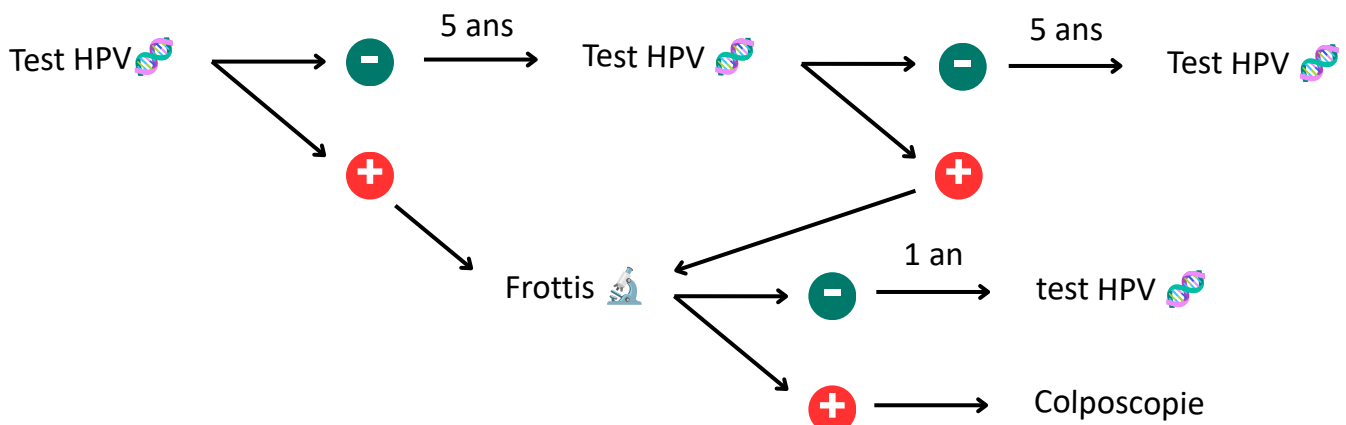 5 ans
5 ans
Test HPV
-
Test HPV
-
Test HPV
+
+
1 an
Frottis
-
test HPV
+
Colposcopie